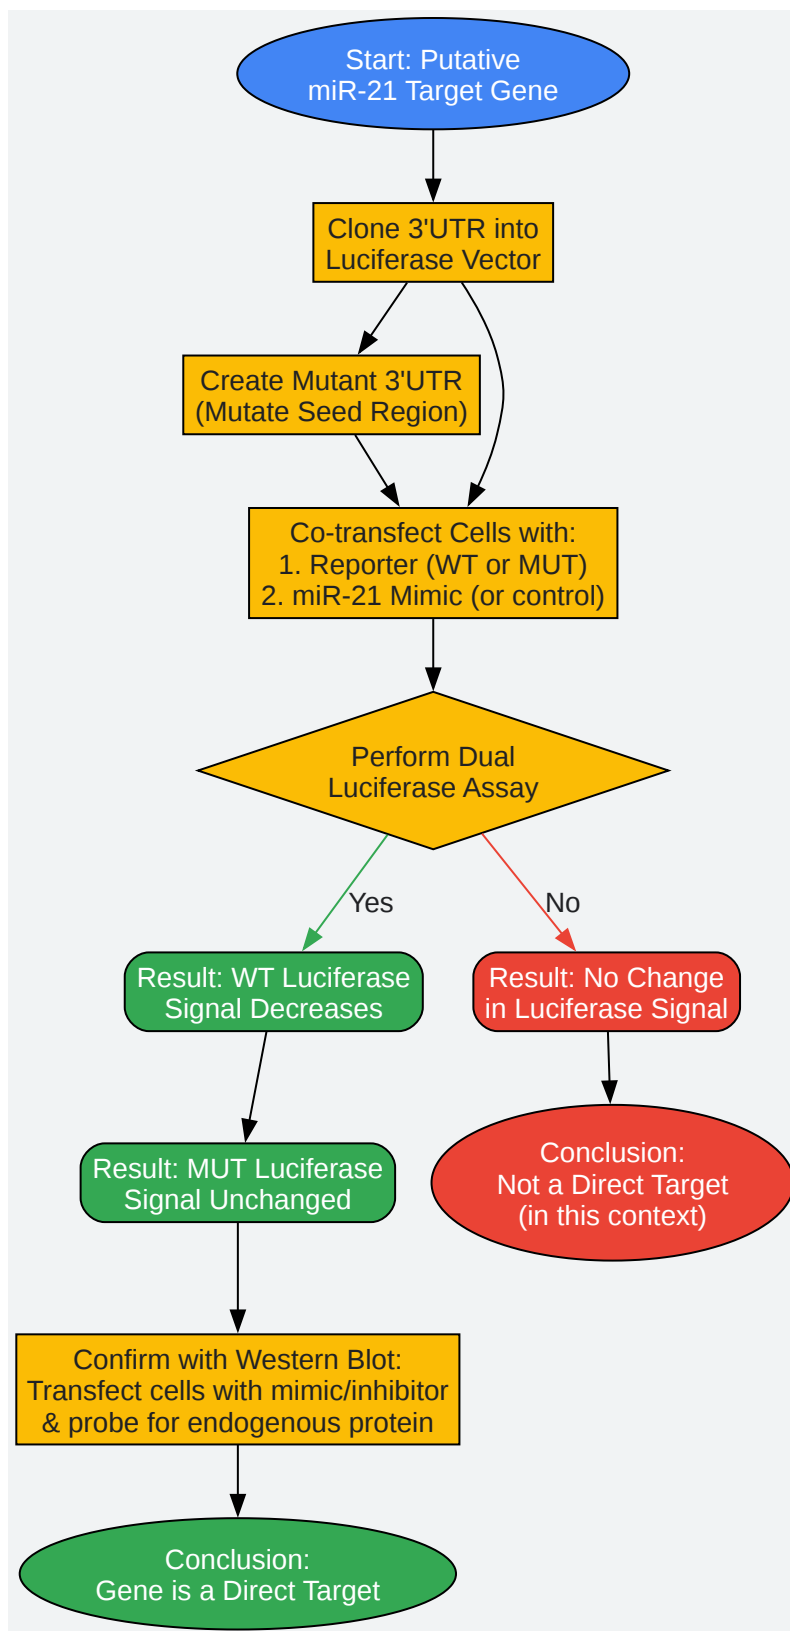 Start: Putative
miR-21 Target Gene
Clone 3'UTR into
Luciferase Vector
Create Mutant 3'UTR
(Mutate Seed Region)
Co-transfect Cells with:
1. Reporter (WT or MUT)
2. miR-21 Mimic (or control)
Perform Dual
Luciferase Assay
Yes
No
Result: WT Luciferase
Signal Decreases
Result: No Change
in Luciferase Signal
Result: MUT Luciferase
Signal Unchanged
Conclusion:
Not a Direct Target
(in this context)
Confirm with Western Blot:
Transfect cells with mimic/inhibitor
& probe for endogenous protein
Conclusion:
Gene is a Direct Target